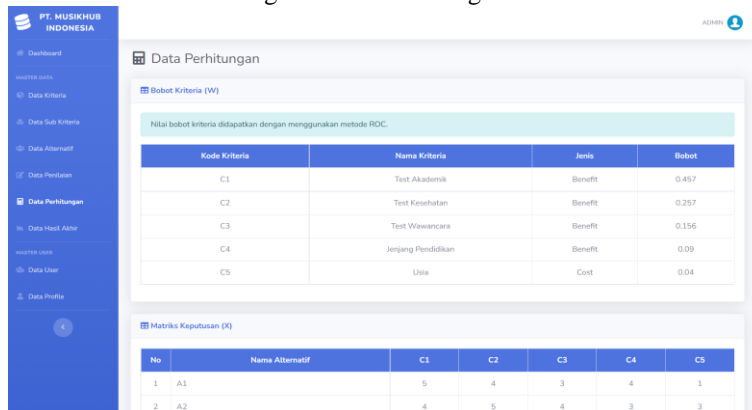 PT. MUSIKHUB
INDONESIA
ADMIN
Dashboard
MASTER DATA
Data Kriteria
Data Sub Kriteria
Data Alternatif
Data Penilaian
Data Perhitungan
Data Hasil Akhir
MASTER USER
Data User
Data Profile
Data Perhitungan
Bobot Kriteria (W)
Nilai bobot kriteria didapatkan dengan menggunakan metode ROC.
Kode Kriteria Nama Kriteria Jenis Bobot
C1 Test Akademik Benefit 0.457
C2 Test Kesehatan Benefit 0.257
C3 Test Wawancara Benefit 0.156
C4 Jenjang Pendidikan Benefit 0.09
C5 Usia Cost 0.04
Matriks Keputusan (X)
No Nama Alternatif C1 C2 C3 C4 C5
1 A1 5 4 3 4 1
2 A2 4 5 4 3 3